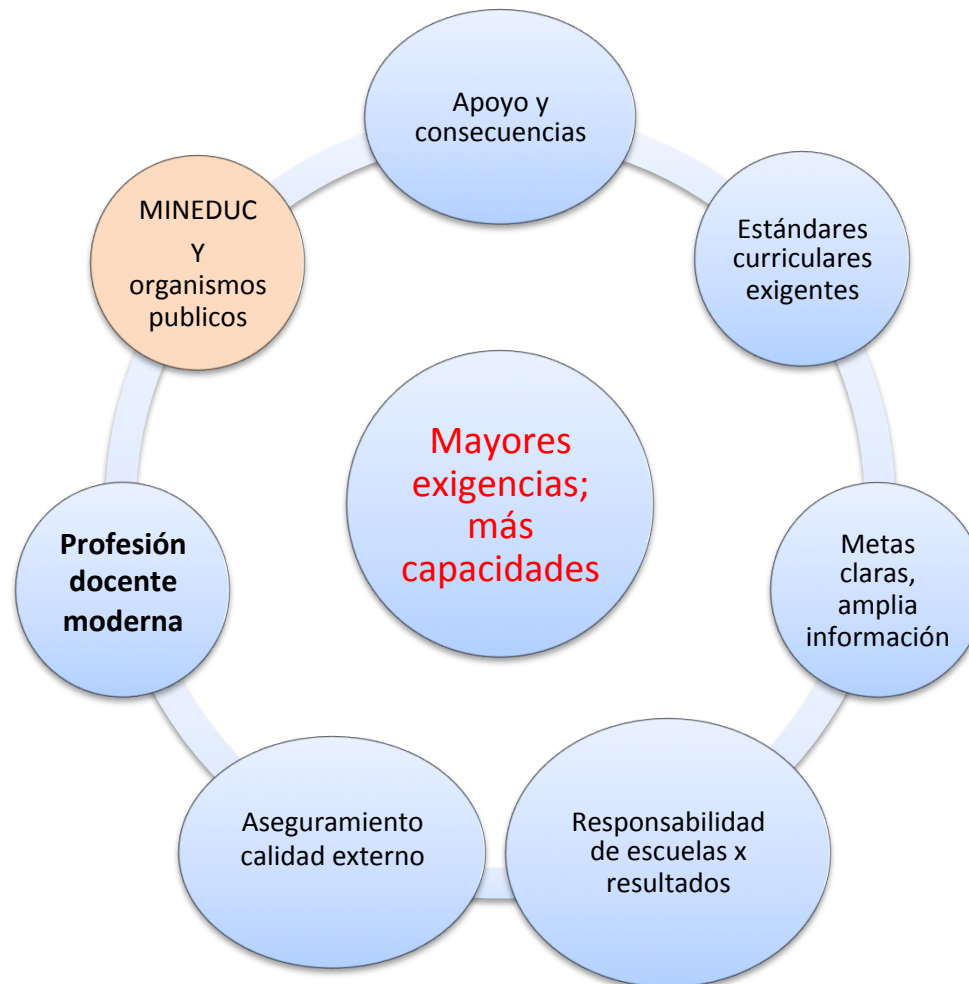 Apoyo y
consecuencias
Estándares
curriculares
exigentes
Metas
claras,
amplia
información
Responsabilidad
de escuelas x
resultados
Aseguramiento
calidad externo
Profesión
docente
moderna
MINEDUC
Y
organismos
publicos
Mayores
exigencias;
más
capacidades